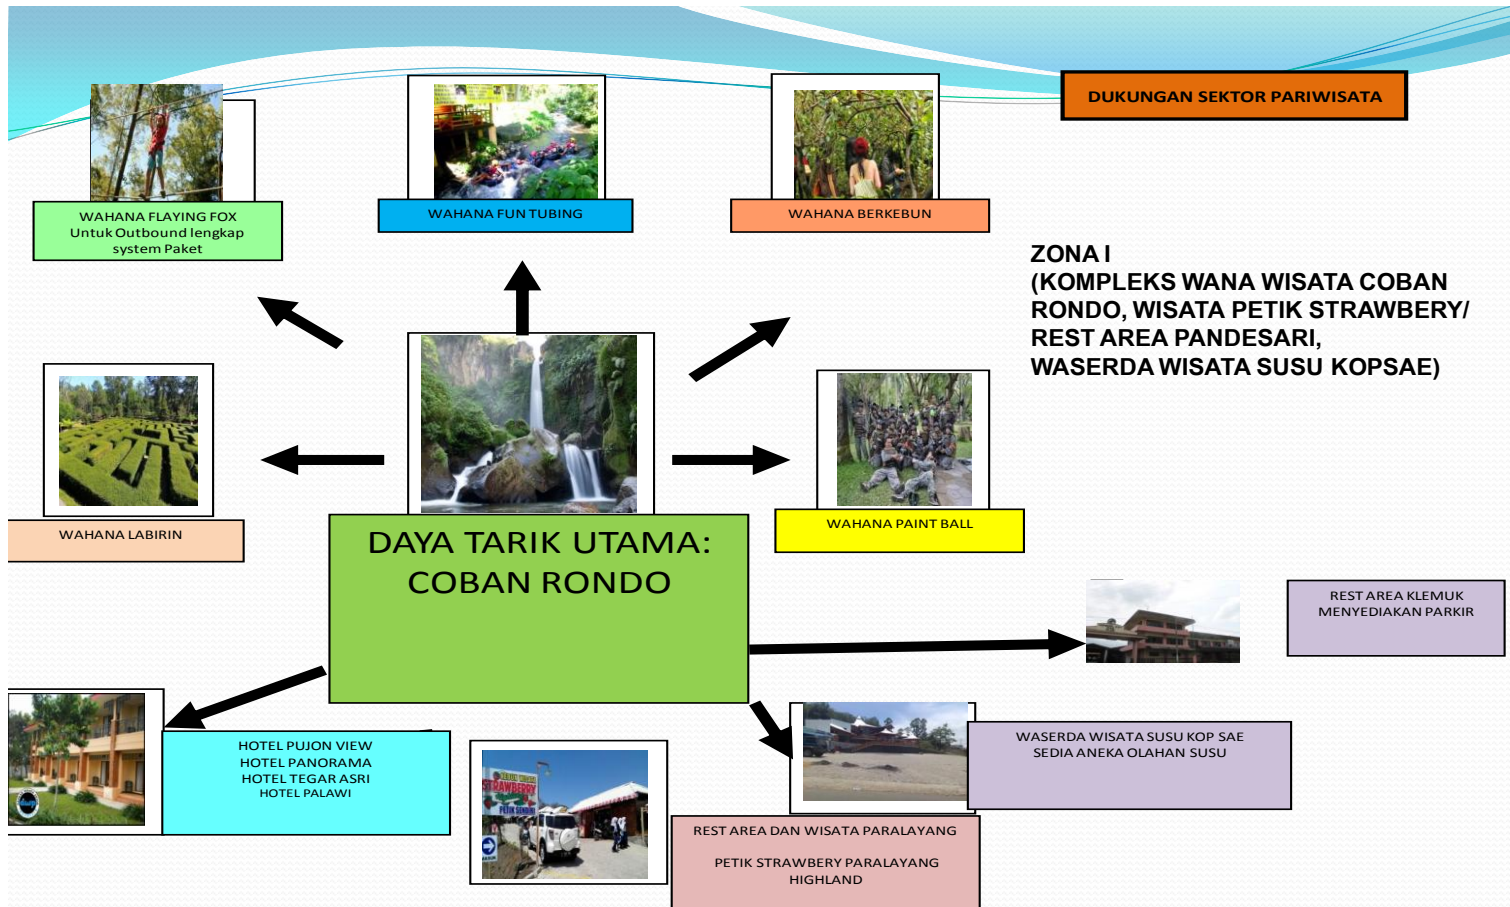 DUKUNGAN SEKTOR PARIWISATA
WAHANA FLAYING FOX
Untuk Outbound lengkap
system Paket
WAHANA FUN TUBING
WAHANA BERKEBUN
ZONA I
(KOMPLEKS WANA WISATA COBAN
RONDO, WISATA PETIK STRAWBERY/
REST AREA PANDESARI,
WASERDA WISATA SUSU KOPSAE)
WAHANA LABIRIN
DAYA TARIK UTAMA:
COBAN RONDO
WAHANA PAINT BALL
REST AREA KLEMUK
MENYEDIAKAN PARKIR
HOTEL PUJON VIEW
HOTEL PANORAMA
HOTEL TEGAR ASRI
HOTEL PALAWI
STRAWBERRY
PETIK SENDIRI
WASERDA WISATA SUSU KOP SAE
SEDIA ANEKA OLAHAN SUSU
REST AREA DAN WISATA PARALAYANG
PETIK STRAWBERY PARALAYANG
HIGHLAND